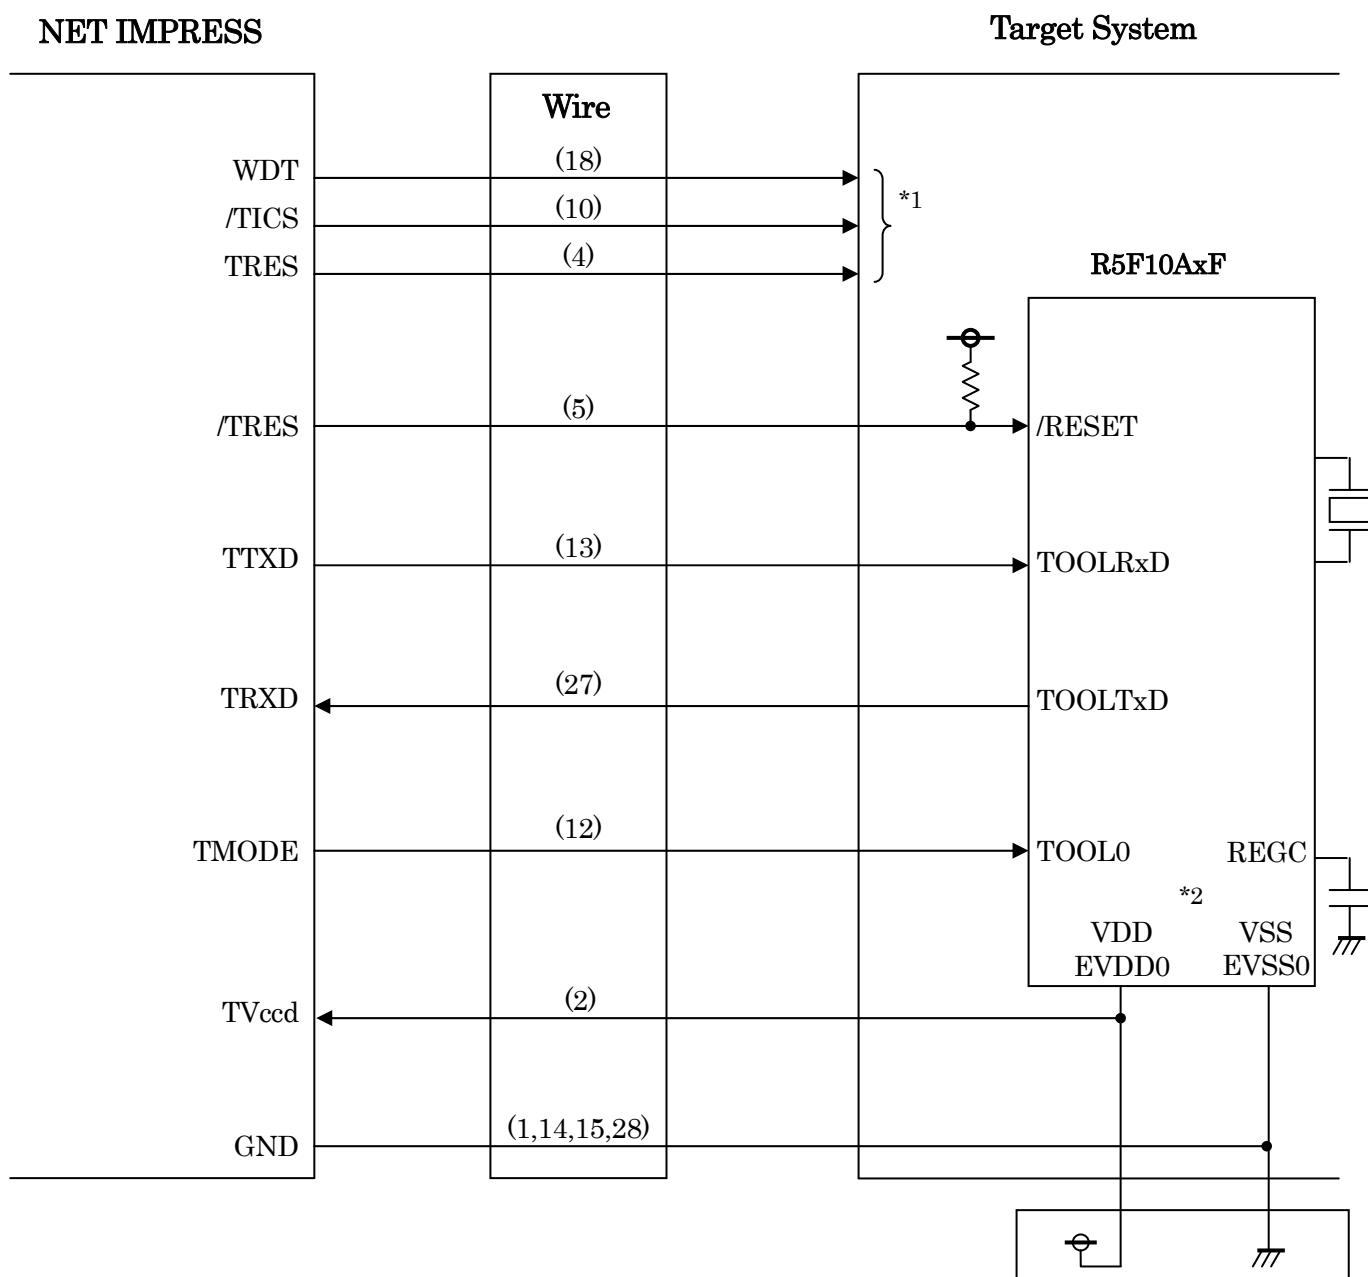 NET IMPRESS
Target System
Wire
WDT
(18)
*1
/TICS
(10)
TRES
(4)
R5F10AxF
/TRES
(5)
/RESET
TTXD
(13)
TOOLRxD
TRXD
(27)
TOOLTxD
TMODE
(12)
TOOL0
REGC
*2
VDD
VSS
EVDD0
EVSS0
TVccd
(2)
GND
(1,14,15,28)